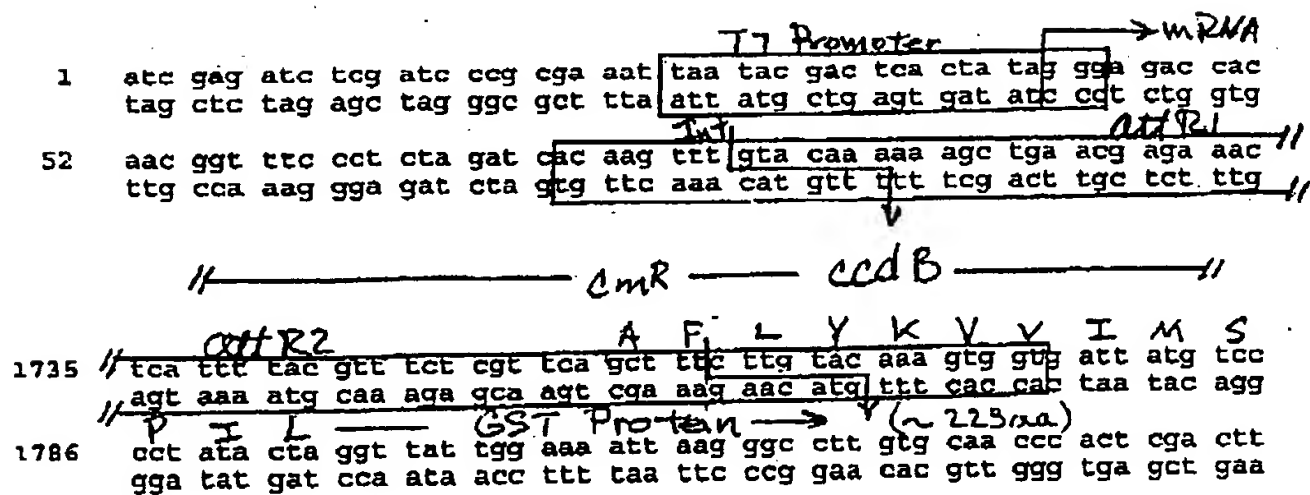 T7 Promoter → mRNA
1 atc gag atc tcg atc ccg cga aat taa tac gac tca cta tag gga gac cac
tag ctc tag agc tag ggc gct tta att atg ctg agt gat atc cct ctg gtg
Int attR1
52 aac ggt ttc cct cta gat cac aag ttt gta caa aaa agc tga acg aga aac
ttg cca aag gga gat cta gtg ttc aaa cat gtt ttt tcg act tgc tct ttg
cmR ccdB
attR2 A F L Y K V V I M S
1735 tca ttt tac gtt tct cgt tca gct ttc ttg tac aaa gtg gtg att atg tcc
agt aaa atg caa aga gca agt cga aag aac atg ttt cac cac taa tac agg
P I L GST Protein → (~ 223aa)
1786 cct ata cta ggt tat tgg aaa att aag ggc ctt gtg caa ccc act cga ctt
gga tat gat cca ata acc ttt taa ttc ccg gaa cac gtt ggg tga gct gaa